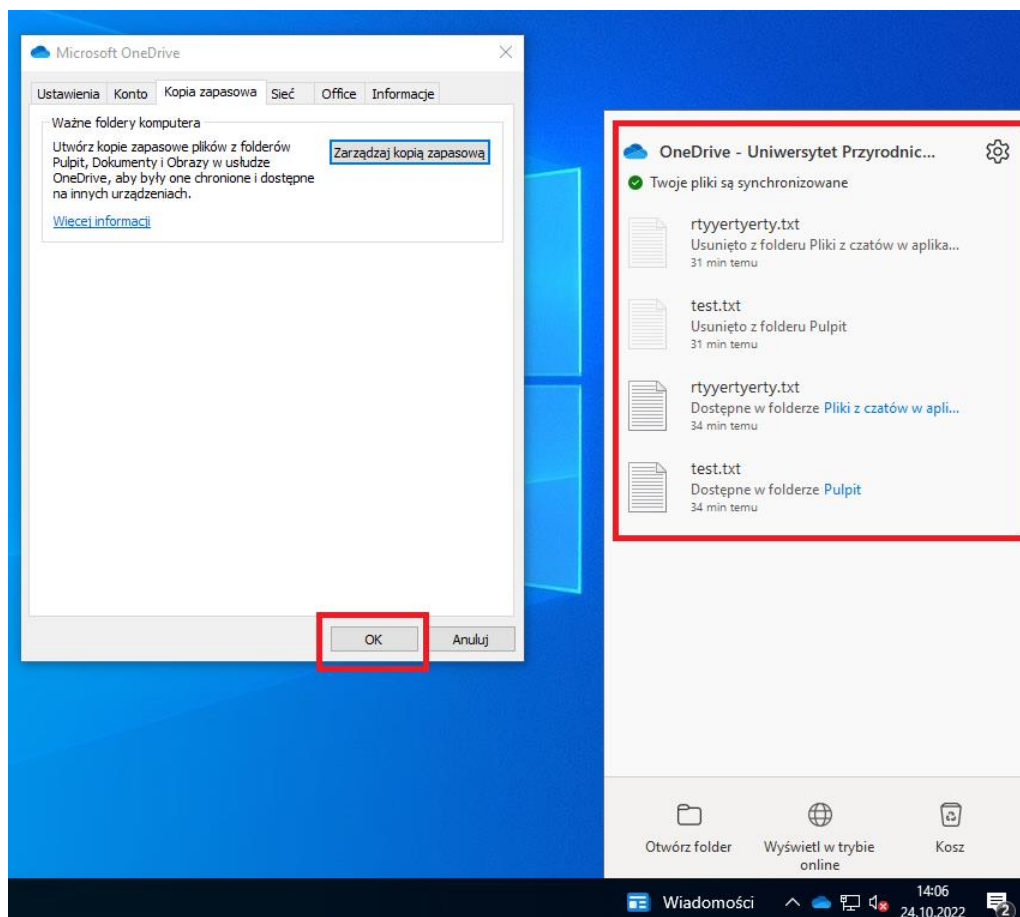 Microsoft OneDrive
Ustawienia Konto Kopia zapasowa Sieć Office Informacje
Ważne foldery komputera
Utwórz kopie zapasowe plików z folderów
Pulpit, Dokumenty i Obrazy w usłudze
OneDrive, aby były one chronione i dostępne
na innych urządzeniach.
Zarządzaj kopią zapasową
Więcej informacji
OK Anuluj
OneDrive - Uniwersytet Przyrodnic...
Twoje pliki są synchronizowane
rtyyertyerty.txt
Usunięto z folderu Pliki z czatów w aplika...
31 min temu
test.txt
Usunięto z folderu Pulpit
31 min temu
rtyyertyerty.txt
Dostępne w folderze Pliki z czatów w apli...
34 min temu
test.txt
Dostępne w folderze Pulpit
34 min temu
Otwórz folder
Wyświetl w trybie
online
Kosz
Wiadomości
14:06
24.10.2022
2